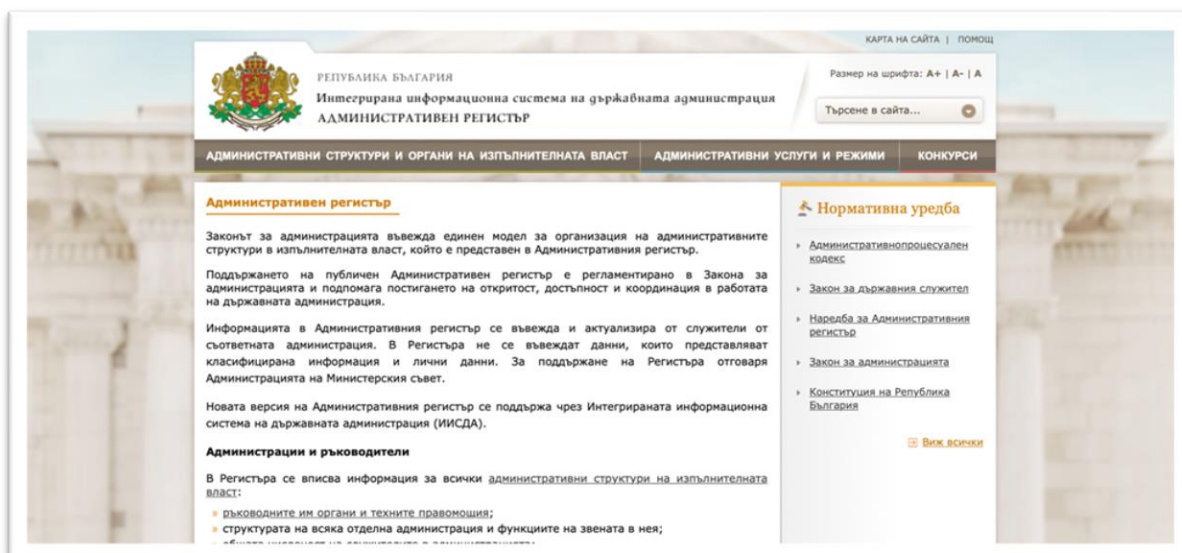 КАРТА НА САЙТА | ПОМОЩ
РЕПУБЛИКА БЪЛГАРИЯ
Интегрирана информационна система на държавната администрация
АДМИНИСТРАТИВЕН РЕГИСТЪР
Размер на шрифта: A+ | A- | A
Търсене в сайта...
АДМИНИСТРАТИВНИ СТРУКТУРИ И ОРГАНИ НА ИЗПЪЛНИТЕЛНАТА ВЛАСТ
АДМИНИСТРАТИВНИ УСЛУГИ И РЕЖИМИ
КОНКУРСИ
Административен регистър
Законът за администрацията въвежда единен модел за организация на административните
структури в изпълнителната власт, който е представен в Административния регистър.
Поддържането на публичен Административен регистър е регламентирано в Закона за
администрацията и подпомага постигането на откритост, достъпност и координация в работата
на държавната администрация.
Информацията в Административния регистър се въвежда и актуализира от служители от
съответната администрация. В Регистъра не се въвеждат данни, които представляват
класифицирана информация и лични данни. За поддържане на Регистъра отговаря
Администрацията на Министерския съвет.
Новата версия на Административния регистър се поддържа чрез Интегрираната информационна
система на държавната администрация (ИИСДА).
Администрации и ръководители
В Регистъра се вписва информация за всички административни структури на изпълнителната
власт:
» ръководните им органи и техните правомощия;
» структурата на всяка отделна администрация и функциите на звената в нея;
Нормативна уредба
Административнопроцесуален
кодекс
Закон за държавния служител
Наредба за Административния
регистър
Закон за администрацията
Конституция на Република
България
Виж всички